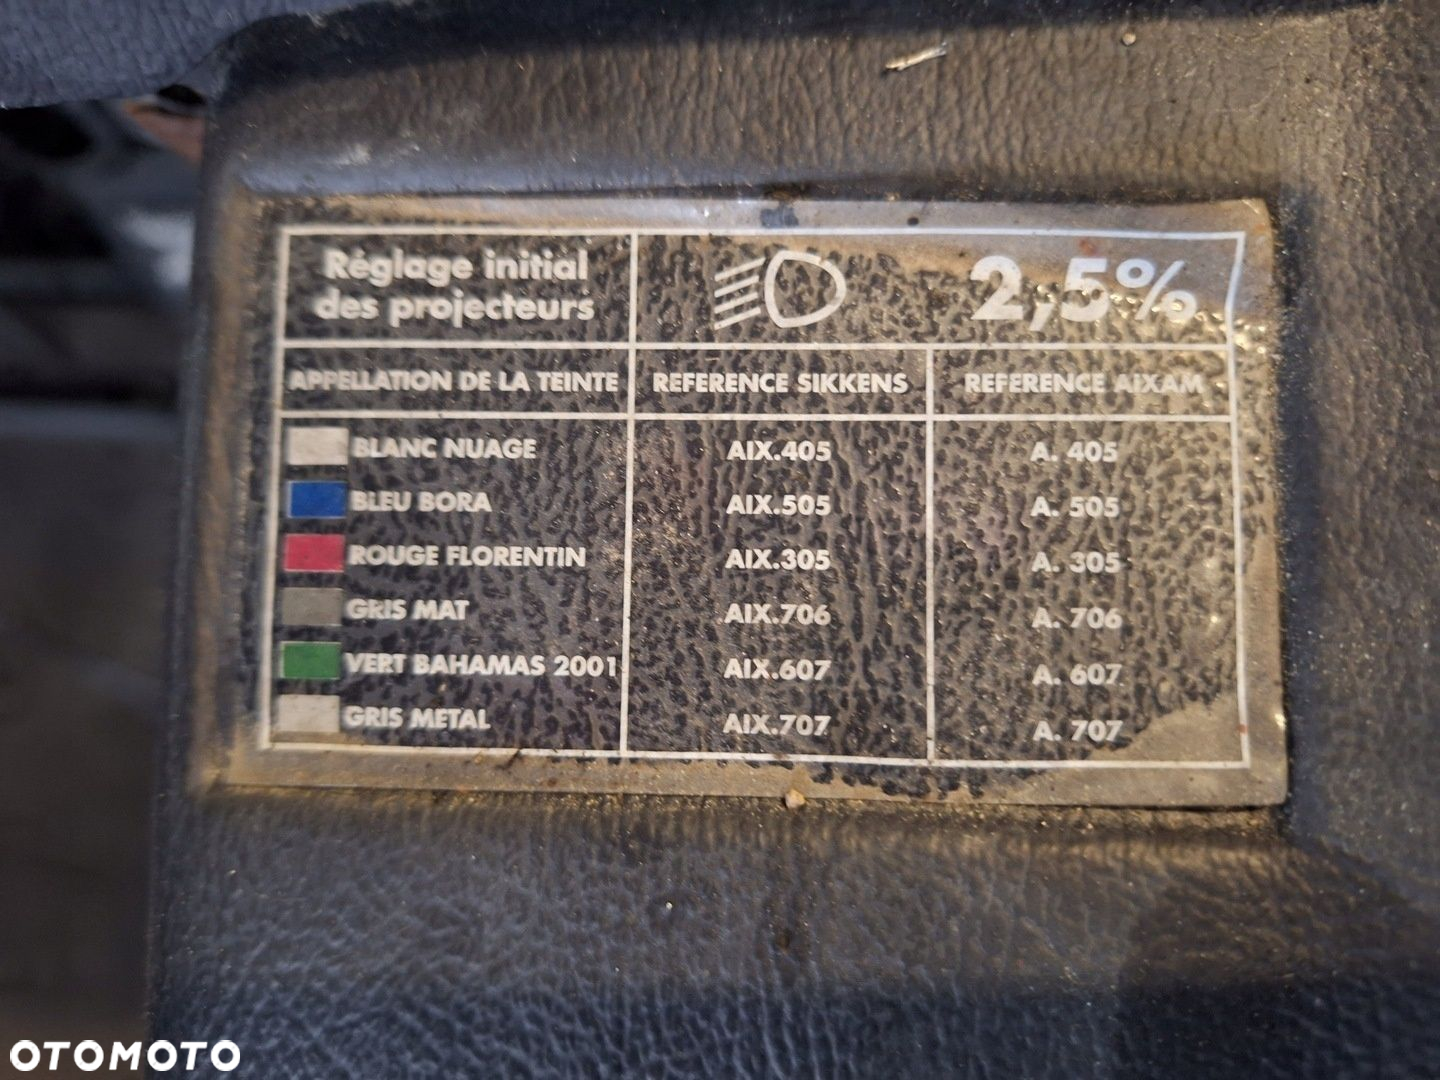 Réglage initial
des projecteurs
2,5%
APPELLATION DE LA TEINTE REFERENCE SIKKENS REFERENCE AIXAM
BLANC NUAGE AIX.405 A. 405
BLEU BORA AIX.505 A. 505
ROUGE FLORENTIN AIX.305 A. 305
GRIS MAT AIX.706 A. 706
VERT BAHAMAS 2001 AIX.607 A. 607
GRIS METAL AIX.707 A. 707
OTOMOTO